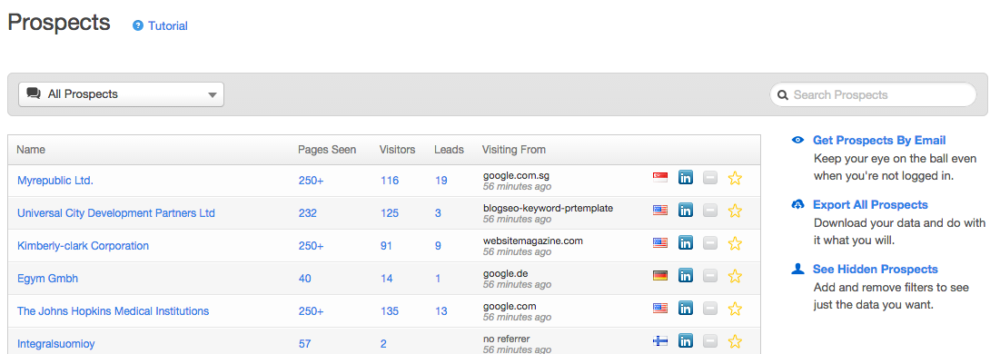 Prospects
? Tutorial
All Prospects
Search Prospects
Name Pages Seen Visitors Leads Visiting From
Myrepublic Ltd. 250+ 116 19 google.com.sg
56 minutes ago
in
Universal City Development Partners Ltd 232 125 3 blogseo-keyword-prtemplate
56 minutes ago
in
Kimberly-clark Corporation 250+ 91 9 websitemagazine.com
56 minutes ago
in
Egym Gmbh 40 14 1 google.de
56 minutes ago
in
The Johns Hopkins Medical Institutions 250+ 135 13 google.com
56 minutes ago
in
Integralsuomioy 57 2 no referrer
56 minutes ago
in
Get Prospects By Email
Keep your eye on the ball even
when you're not logged in.
Export All Prospects
Download your data and do with
it what you will.
See Hidden Prospects
Add and remove filters to see
just the data you want.